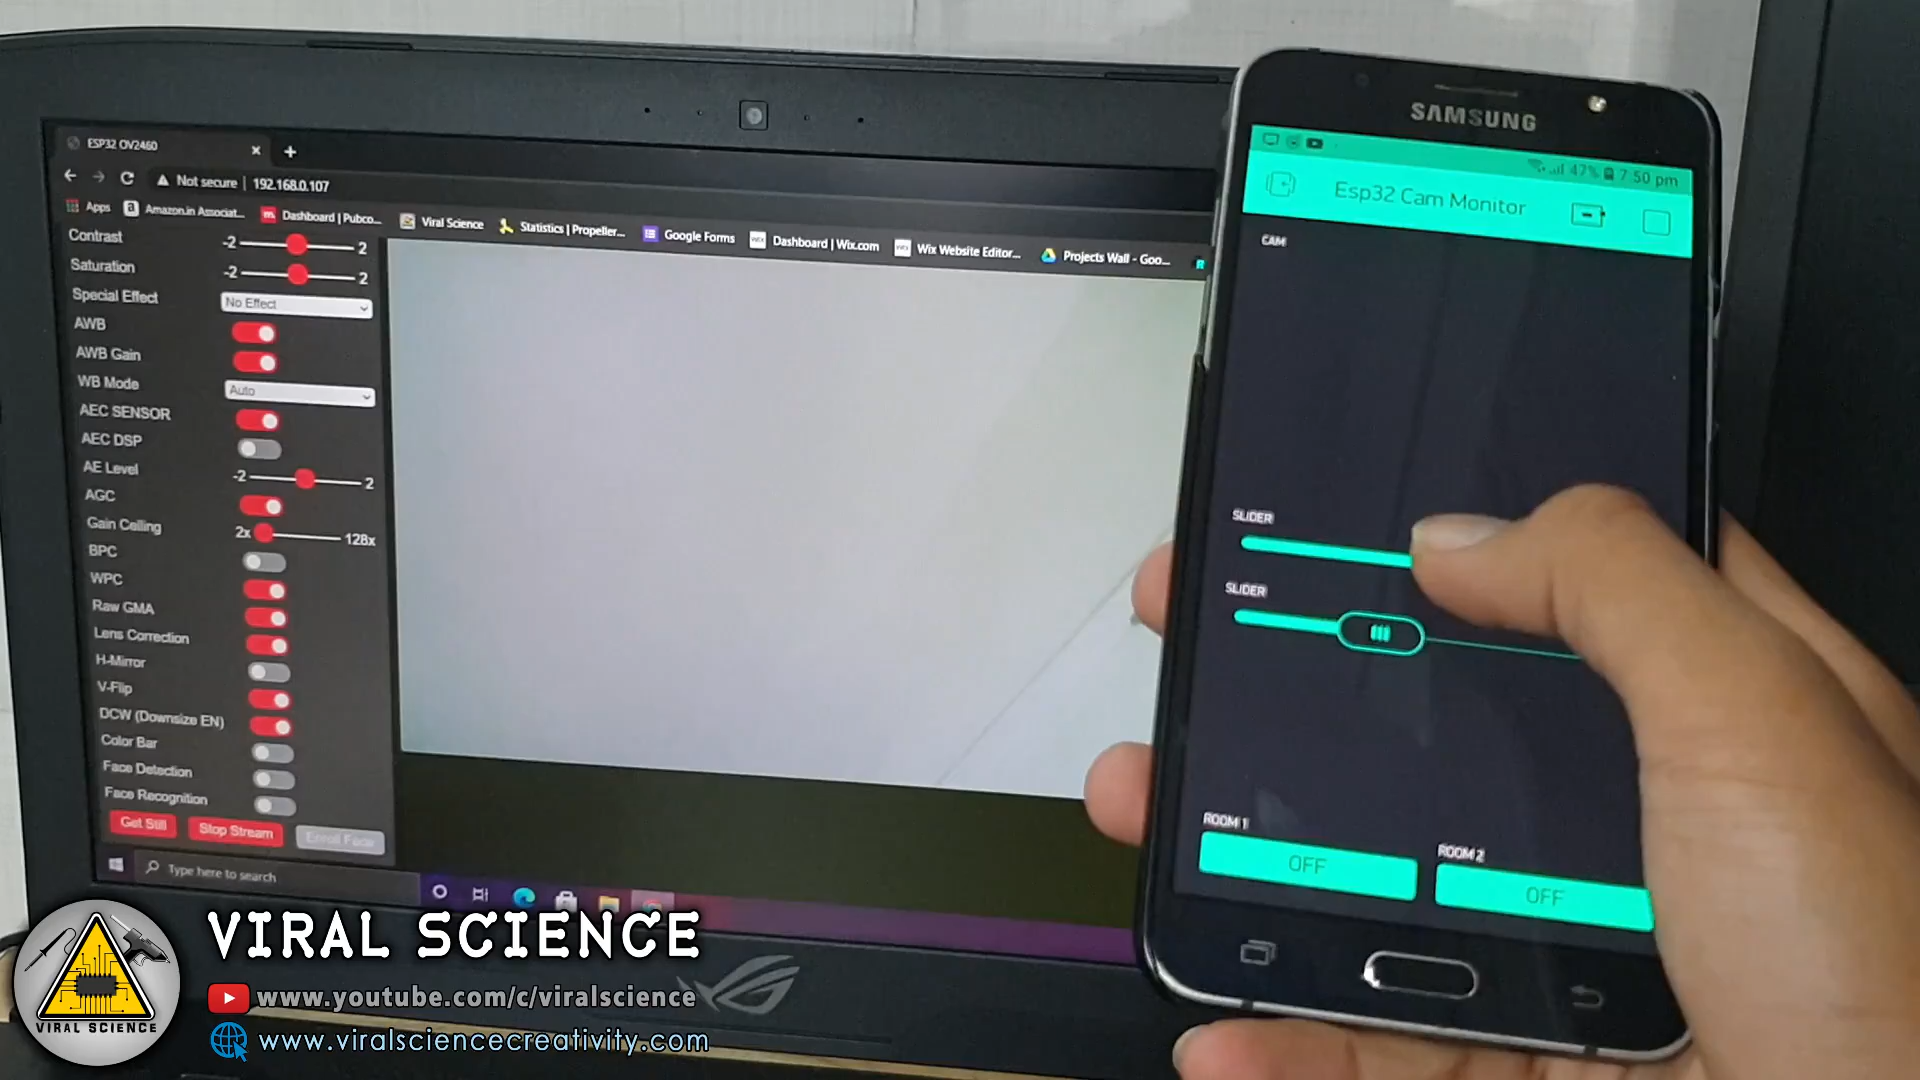 ESP32 OV2460
Not secure | 192.168.0.107
Apps
Amazon.in Associat...
Dashboard | Pubco...
Viral Science
Statistics | Propeller...
Google Forms
Dashboard | Wix.com
Wix Website Editor...
Projects Wall - Goo...
Contrast
-2
2
Saturation
-2
2
Special Effect
No Effect
AWB
AWB Gain
WB Mode
Auto
AEC SENSOR
AEC DSP
AE Level
-2
2
AGC
Gain Ceiling
2x
128x
BPC
WPC
Raw GMA
Lens Correction
H-Mirror
V-Flip
DCW (Downsize EN)
Color Bar
Face Detection
Face Recognition
Get Still
Stop Stream
Enroll Face
Type here to search
SAMSUNG
47%
7:50 pm
Esp32 Cam Monitor
CAM
SLIDER
SLIDER
ROOM 1
OFF
ROOM 2
OFF
VIRAL SCIENCE
VIRAL SCIENCE
www.youtube.com/c/viralscience
www.viralsciencecreativity.com